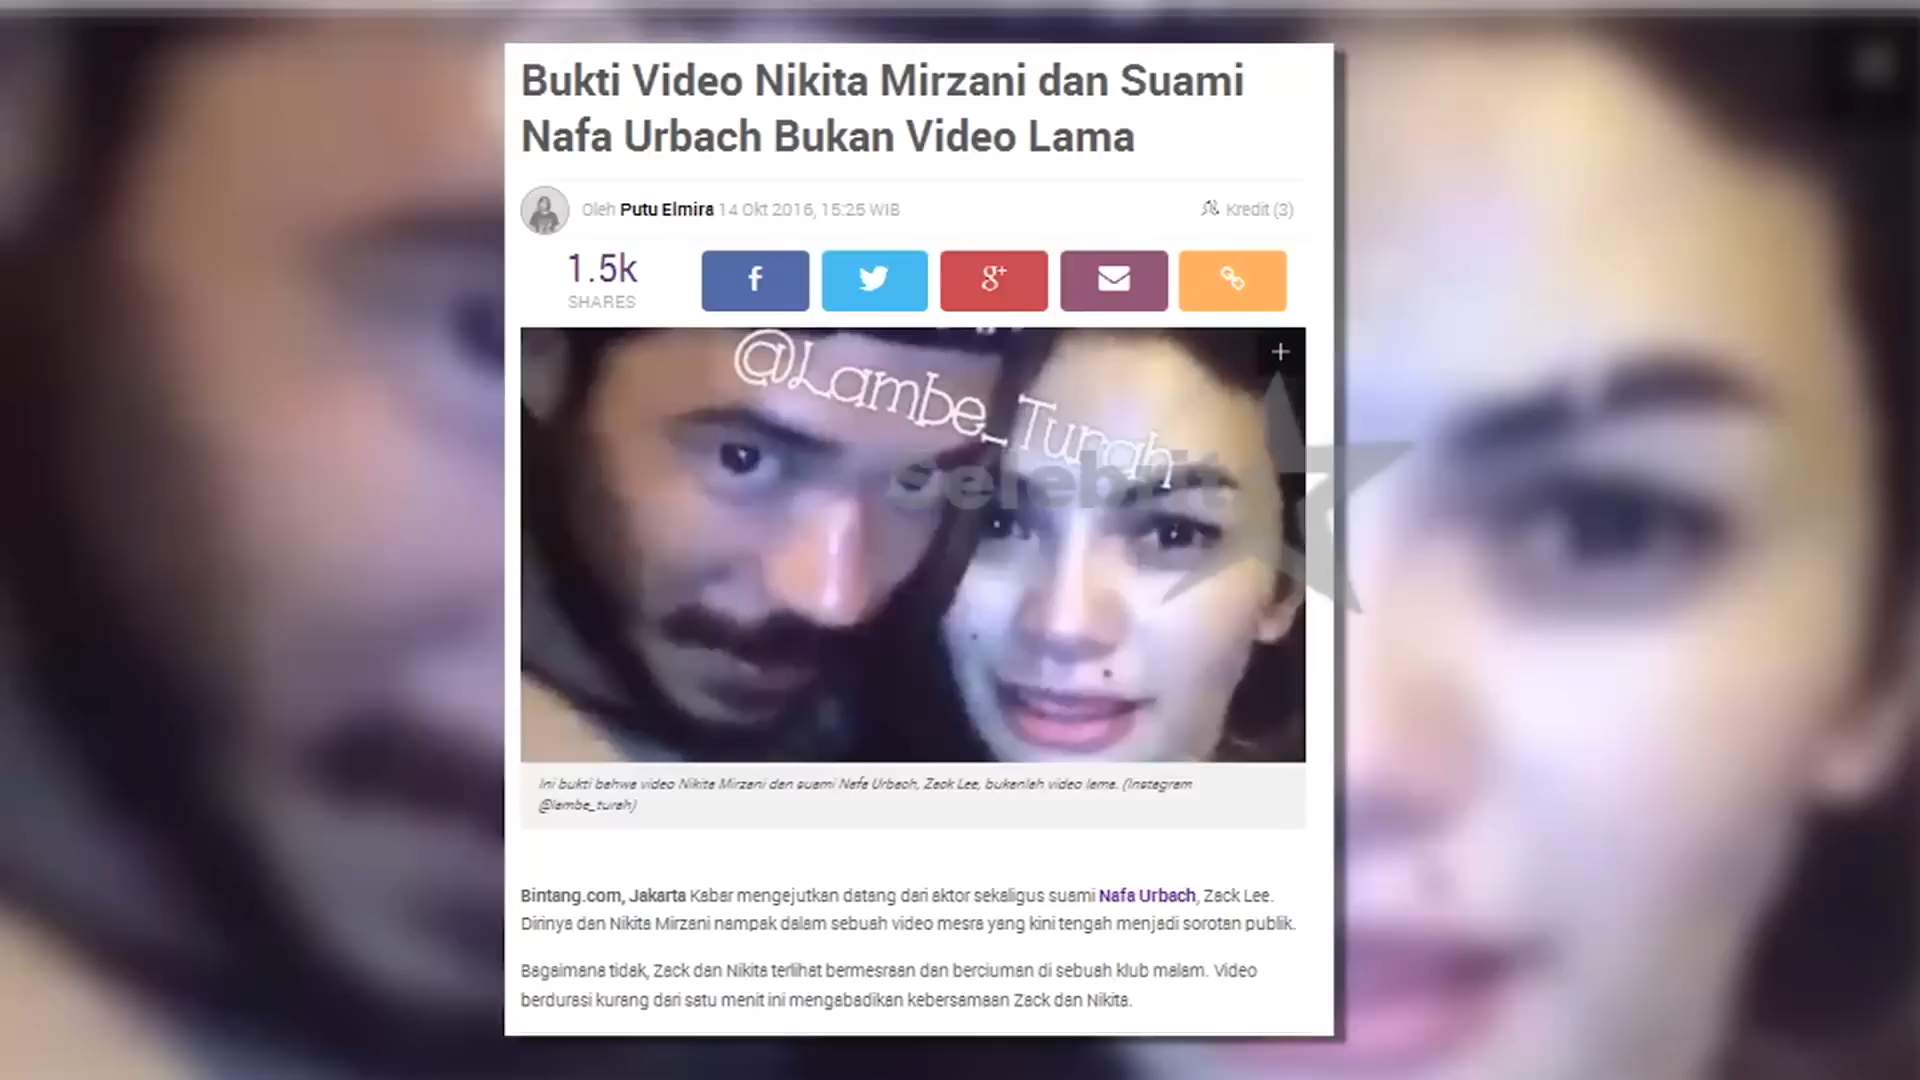 Bukti Video Nikita Mirzani dan Suami
Nafa Urbach Bukan Video Lama
Oleh Putu Elmira 14 Okt 2016, 15:25 WIB
Kredit (3)
1.5k
SHARES
@Lambe_Turah
Selebrita
Ini bukti bahwa video Nikita Mirzani dan suami Nafa Urbach, Zack Lee, bukanlah video lama. (Instagram
@lambe_turah)
Bintang.com, Jakarta Kabar mengejutkan datang dari aktor sekaligus suami Nafa Urbach, Zack Lee.
Dirinya dan Nikita Mirzani nampak dalam sebuah video mesra yang kini tengah menjadi sorotan publik.
Bagaimana tidak, Zack dan Nikita terlihat bermesraan dan berciuman di sebuah klub malam. Video
berdurasi kurang dari satu menit ini mengabadikan kebersamaan Zack dan Nikita.